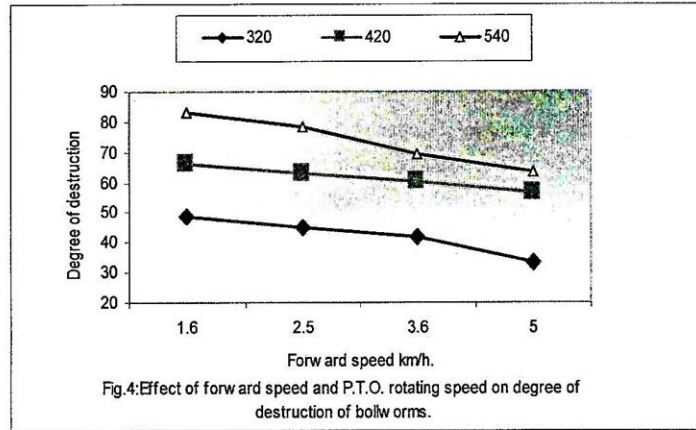 320 420 540
90
80
70
60
50
40
30
20
Degree of destruction
1.6 2.5 3.6 5
Forw ard speed km/h.
Fig.4:Effect of forw ard speed and P.T.O. rotating speed on degree of
destruction of bollw orms.